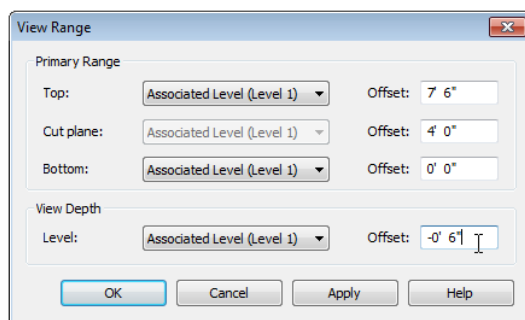 View Range
Primary Range
Top: Associated Level (Level 1) Offset: 7' 6"
Cut plane: Associated Level (Level 1) Offset: 4' 0"
Bottom: Associated Level (Level 1) Offset: 0' 0"
View Depth
Level: Associated Level (Level 1) Offset: -0' 6"
OK Cancel Apply Help